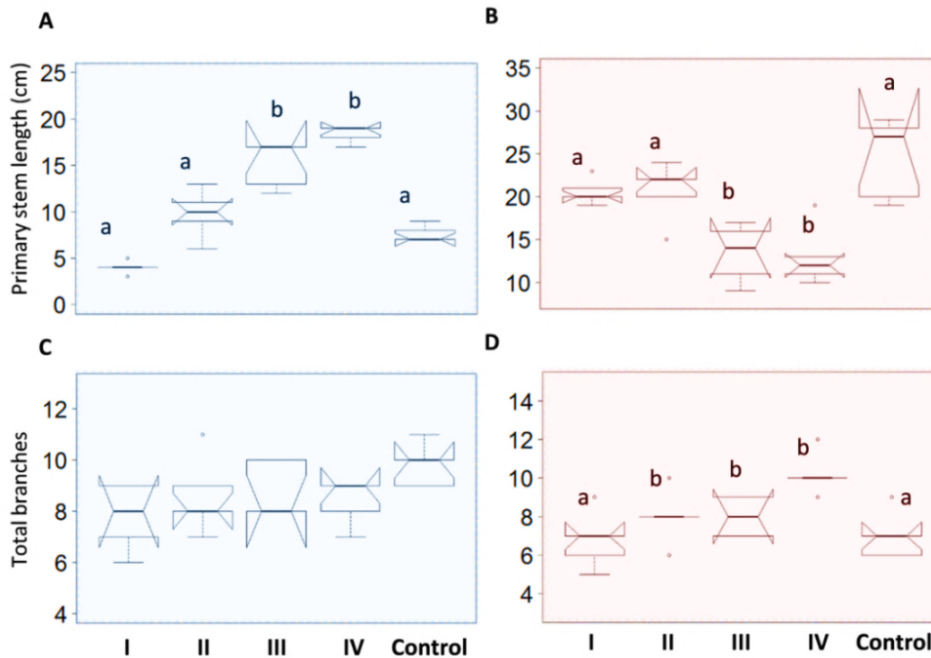 A
B
Primary stem length (cm)
25
20
15
10
5
0
a
a
b
b
a
35
30
25
20
15
10
a
a
b
b
a
C
D
Total branches
12
10
8
6
4
14
12
10
8
6
4
a
b
b
b
a
I II III IV Control
I II III IV Control